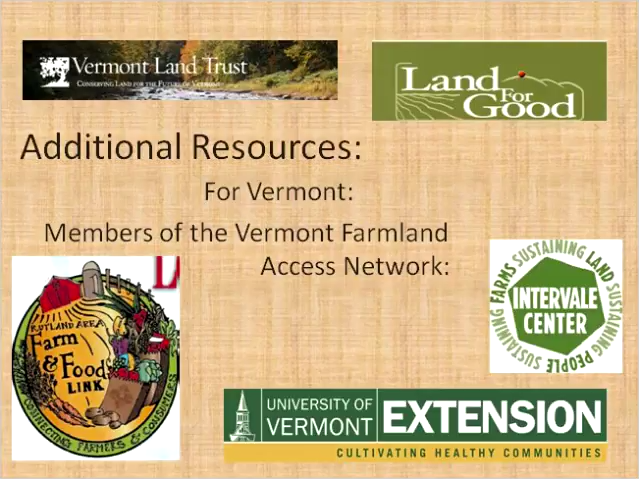 Vermont Land Trust
CONSERVING LAND FOR THE FUTURE OF VERMONT
Land
For
Good
Additional Resources:
For Vermont:
Members of the Vermont Farmland
Access Network:
RUTLAND AREA
Farm
& Food
LINK
CONNECTING FARMERS & CONSUMERS
SUSTAINING FARMS SUSTAINING LAND SUSTAINING PEOPLE
INTERVALE
CENTER
UNIVERSITY OF
VERMONT
EXTENSION
CULTIVATING HEALTHY COMMUNITIES